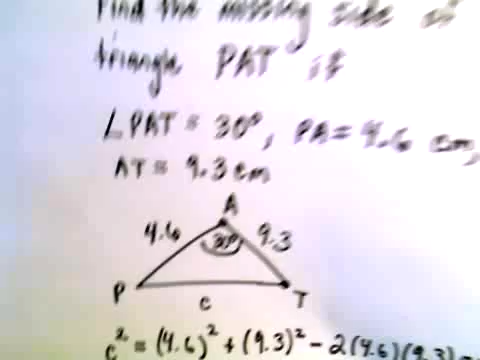 Find the missing side of
triangle PAT if
∠PAT = 30°, PA = 4.6 cm,
AT = 9.3 cm
A
4.6 30° 9.3
P c T
c² = (4.6)² + (9.3)² - 2(4.6)(9.3)